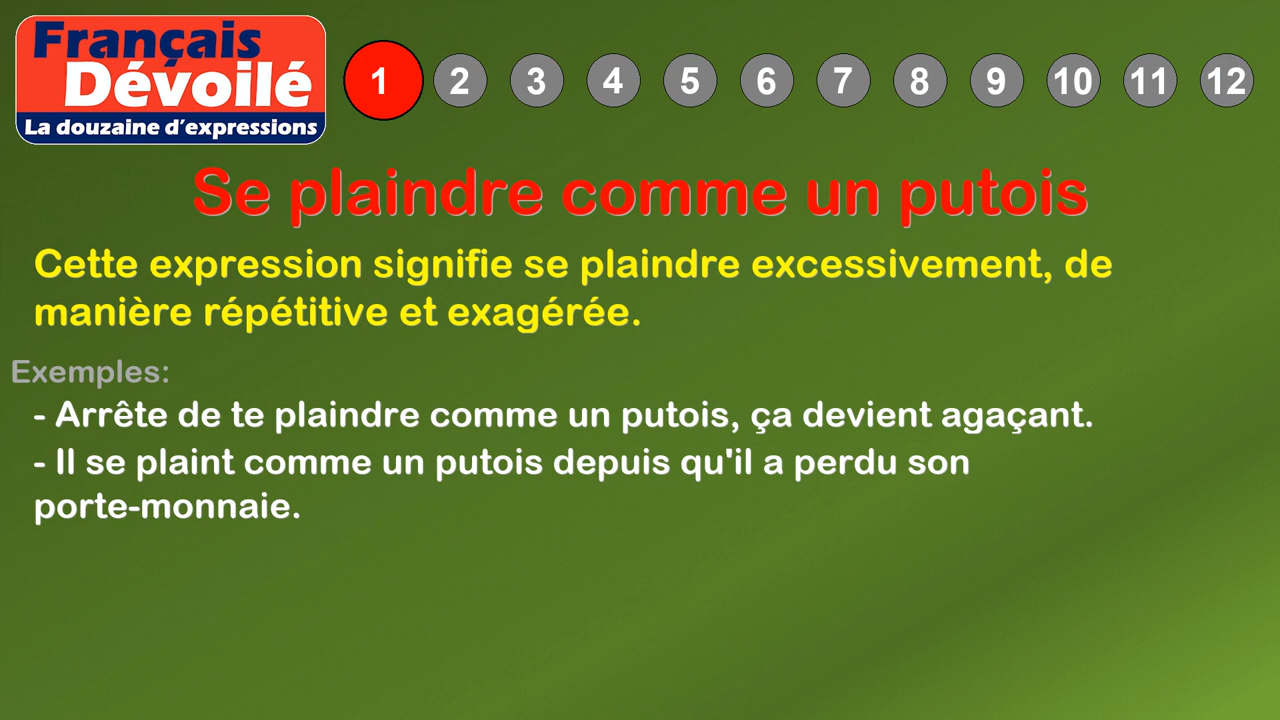 Français
Dévoilé
La douzaine d'expressions
1 2 3 4 5 6 7 8 9 10 11 12
Se plaindre comme un putois
Cette expression signifie se plaindre excessivement, de
manière répétitive et exagérée.
Exemples:
- Arrête de te plaindre comme un putois, ça devient agaçant.
- Il se plaint comme un putois depuis qu'il a perdu son
porte-monnaie.